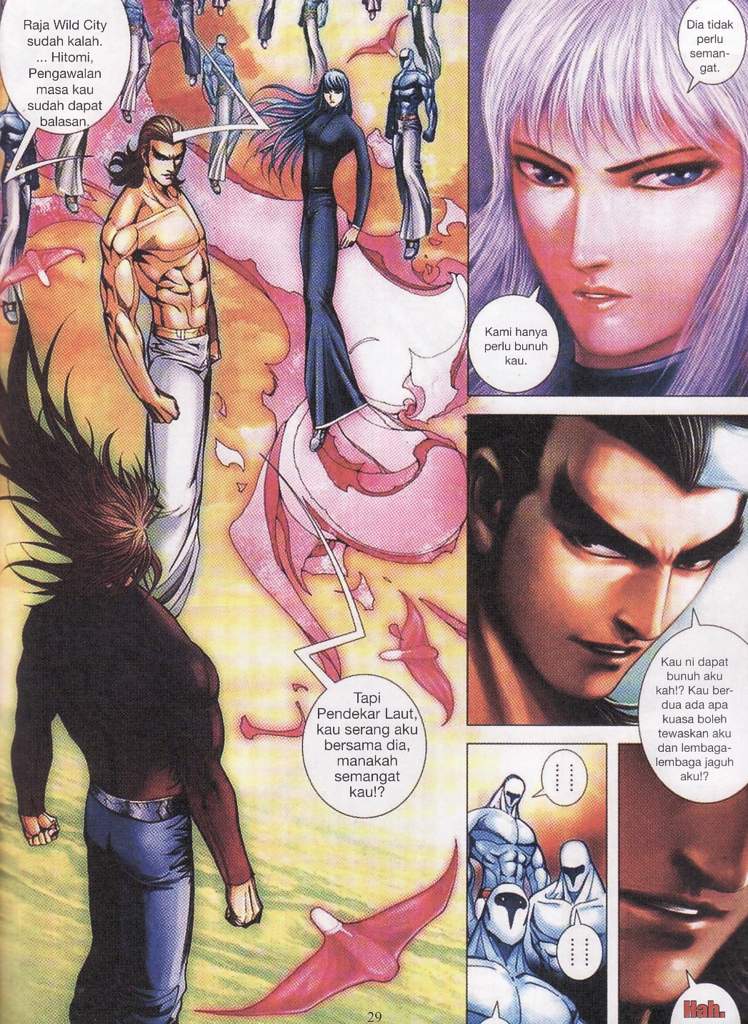 Raja Wild City
sudah kalah.
... Hitomi,
Pengawalan
masa kau
sudah dapat
balasan.
Tapi
Pendekar Laut,
kau serang aku
bersama dia,
manakah
semangat
kau!?
Dia tidak
perlu
seman-
gat.
Kami hanya
perlu bunuh
kau.
Kau ni dapat
bunuh aku
kah!? Kau ber-
dua ada apa
kuasa boleh
tewaskan aku
dan lembaga-
lembaga jaguh
aku!?
Hah.
29